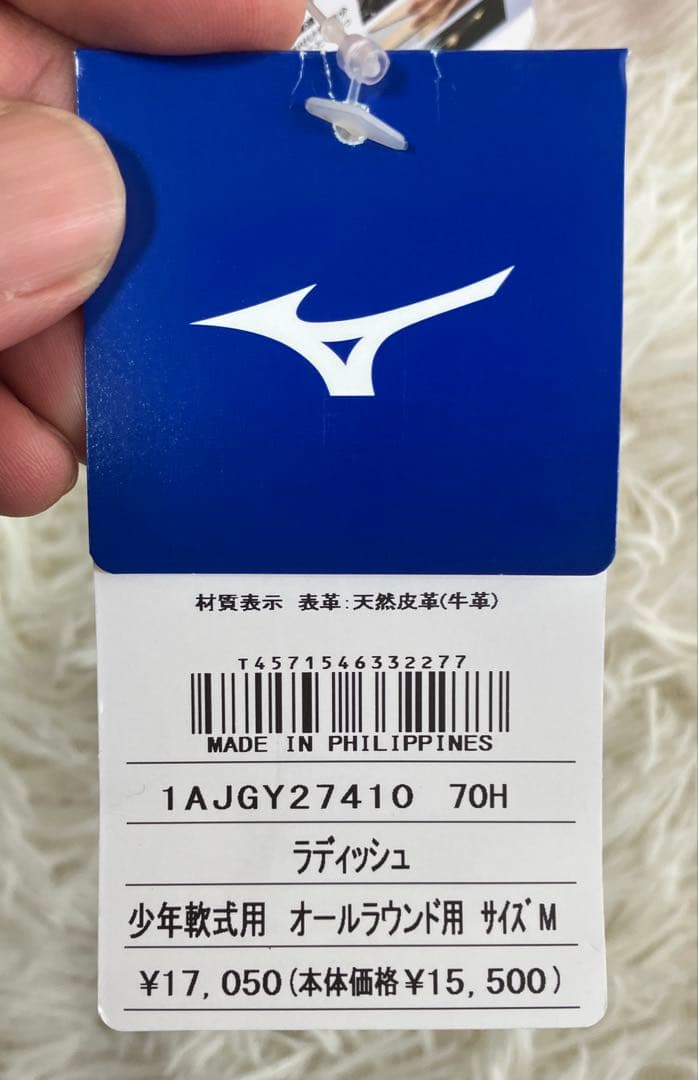 材質表示 表革:天然皮革(牛革)
T4571546332277
MADE IN PHILIPPINES
1AJGY27410 70H
ラディッシュ
少年軟式用 オールラウンド用 サイズM
¥17,050(本体価格¥15,500)